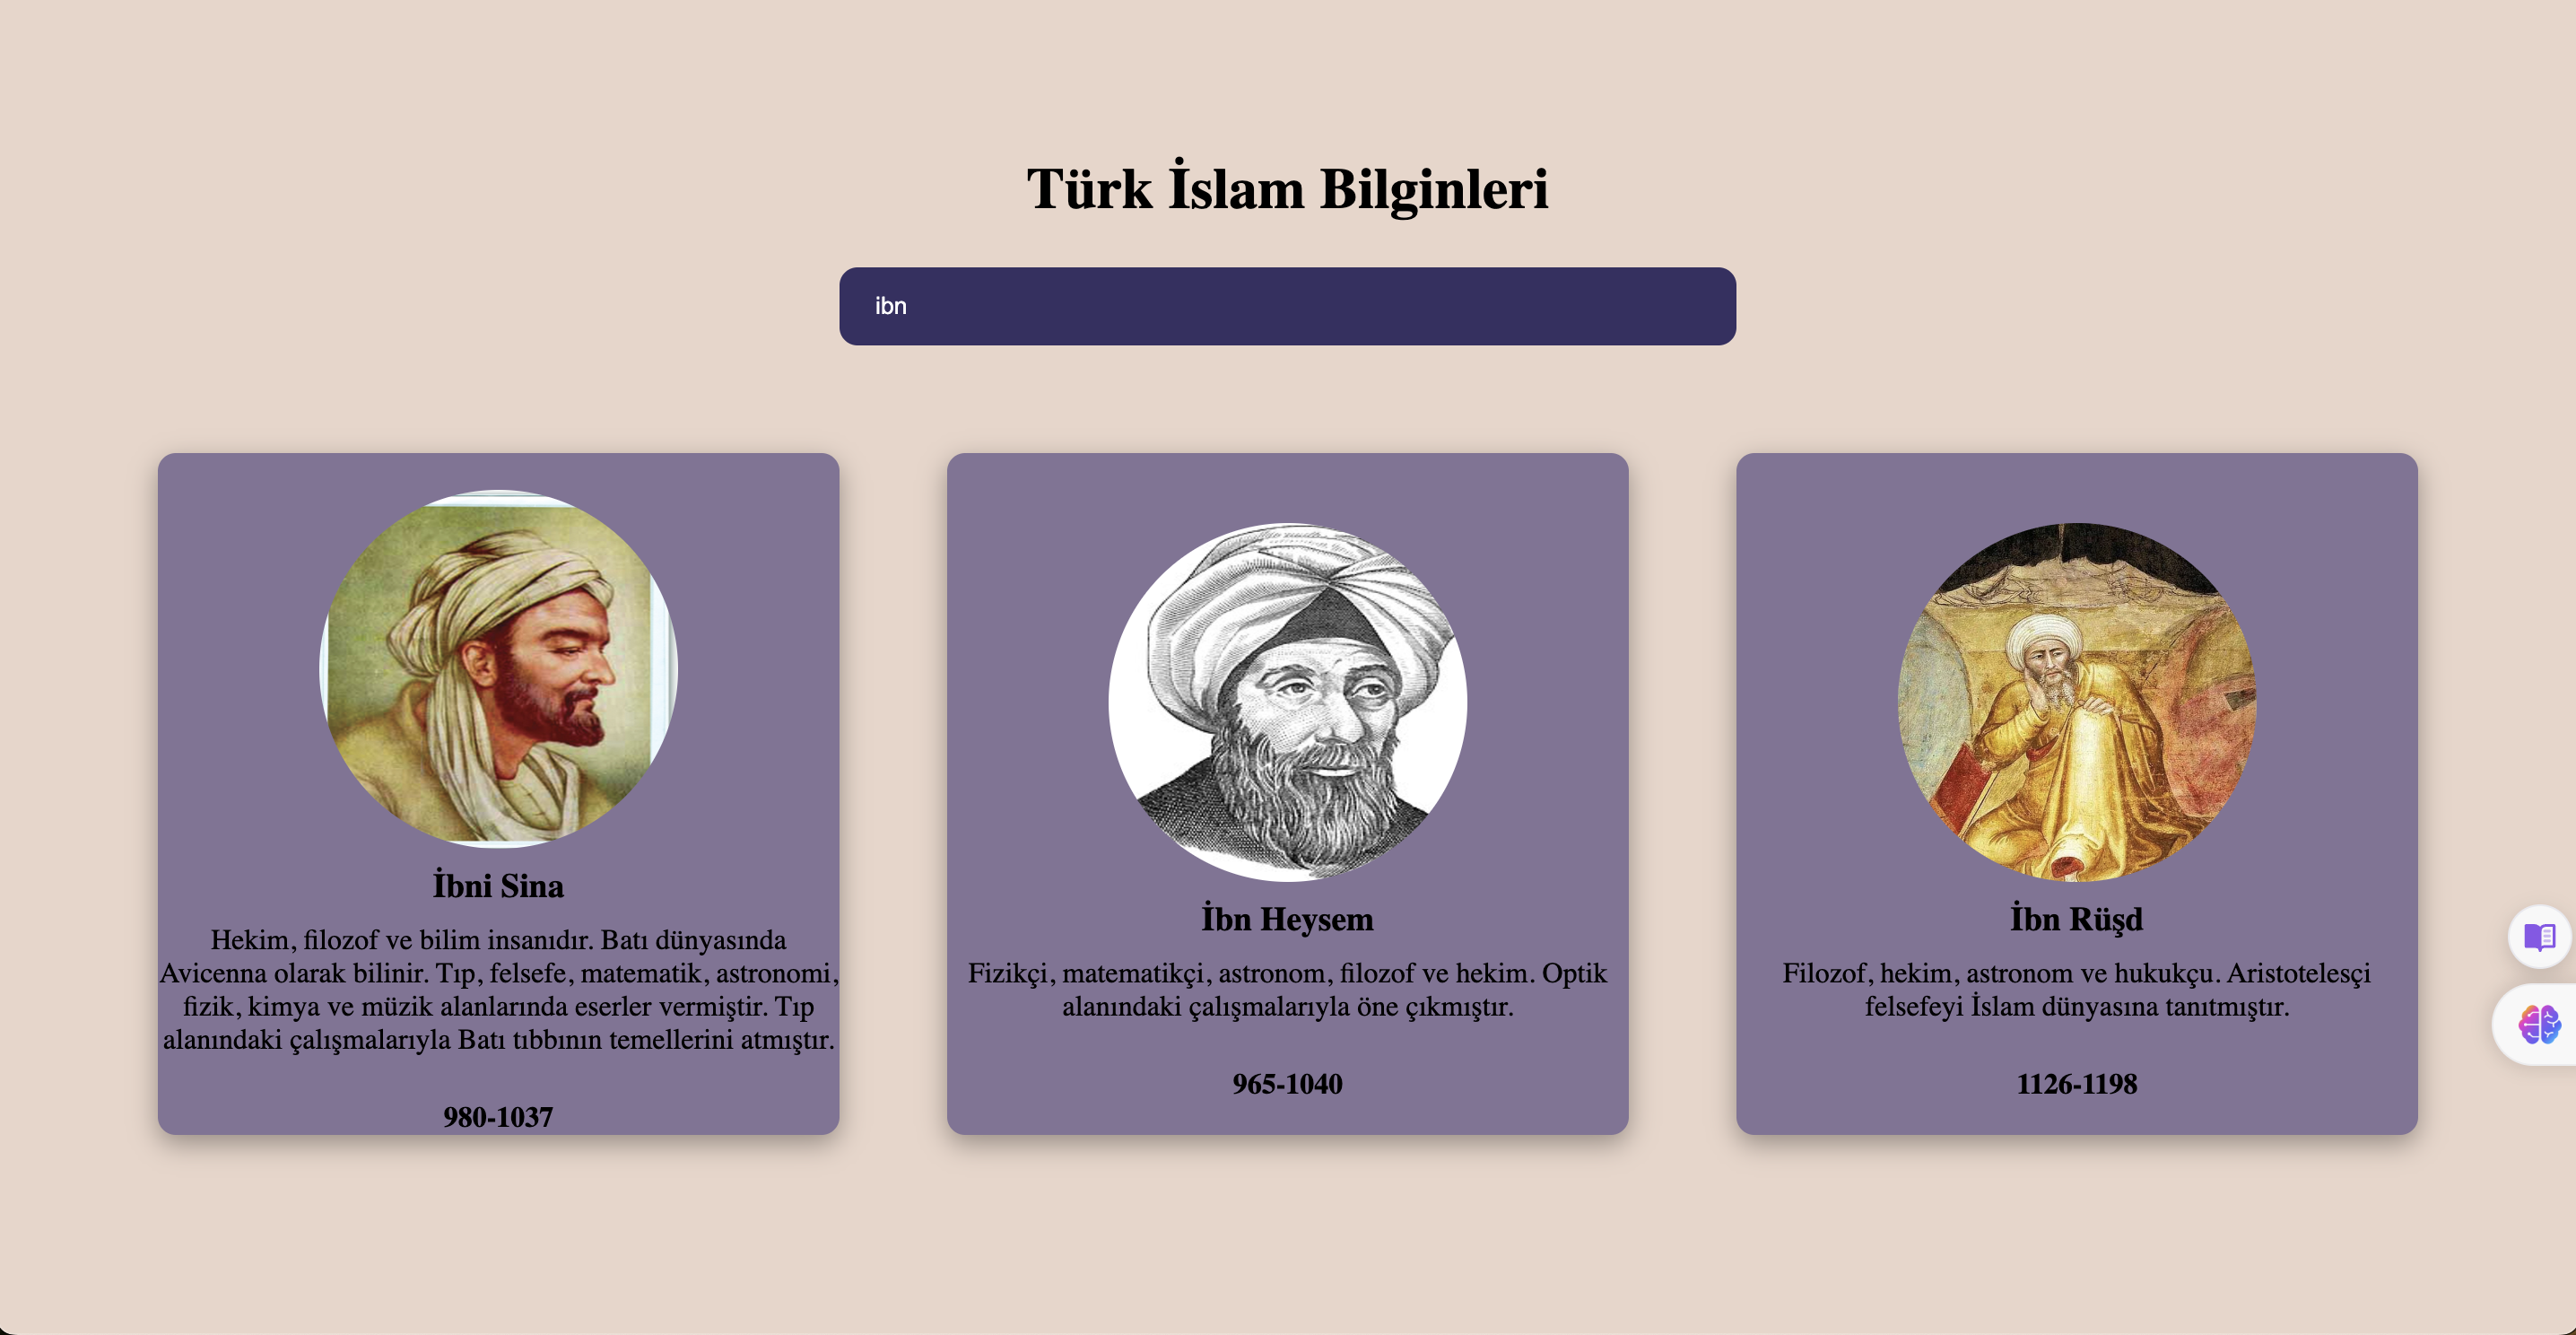 Türk İslam Bilginleri
ibn
İbni Sina
Hekim, filozof ve bilim insanıdır. Batı dünyasında
Avicenna olarak bilinir. Tıp, felsefe, matematik, astronomi,
fizik, kimya ve müzik alanlarında eserler vermiştir. Tıp
alanındaki çalışmalarıyla Batı tıbbının temellerini atmıştır.
980-1037
İbn Heysem
Fizikçi, matematikçi, astronom, filozof ve hekim. Optik
alanındaki çalışmalarıyla öne çıkmıştır.
965-1040
İbn Rüşd
Filozof, hekim, astronom ve hukukçu. Aristotelesçi
felsefeyi İslam dünyasına tanıtmıştır.
1126-1198